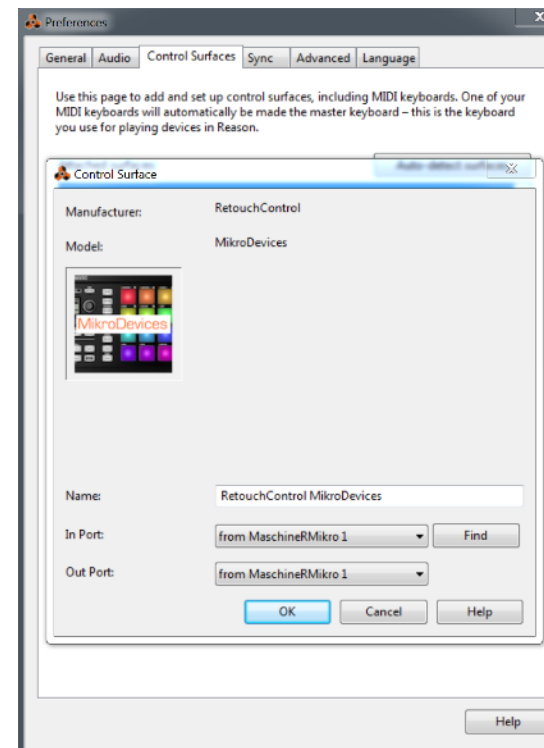 Preferences
General Audio Control Surfaces Sync Advanced Language
Use this page to add and set up control surfaces, including MIDI keyboards. One of your
MIDI keyboards will automatically be made the master keyboard – this is the keyboard
you use for playing devices in Reason.
Auto-detect surfaces
Control Surface
Manufacturer: RetouchControl
Model: MikroDevices
MikroDevices
Name: RetouchControl MikroDevices
In Port: from MaschineRMikro 1 Find
Out Port: from MaschineRMikro 1
OK Cancel Help
Help